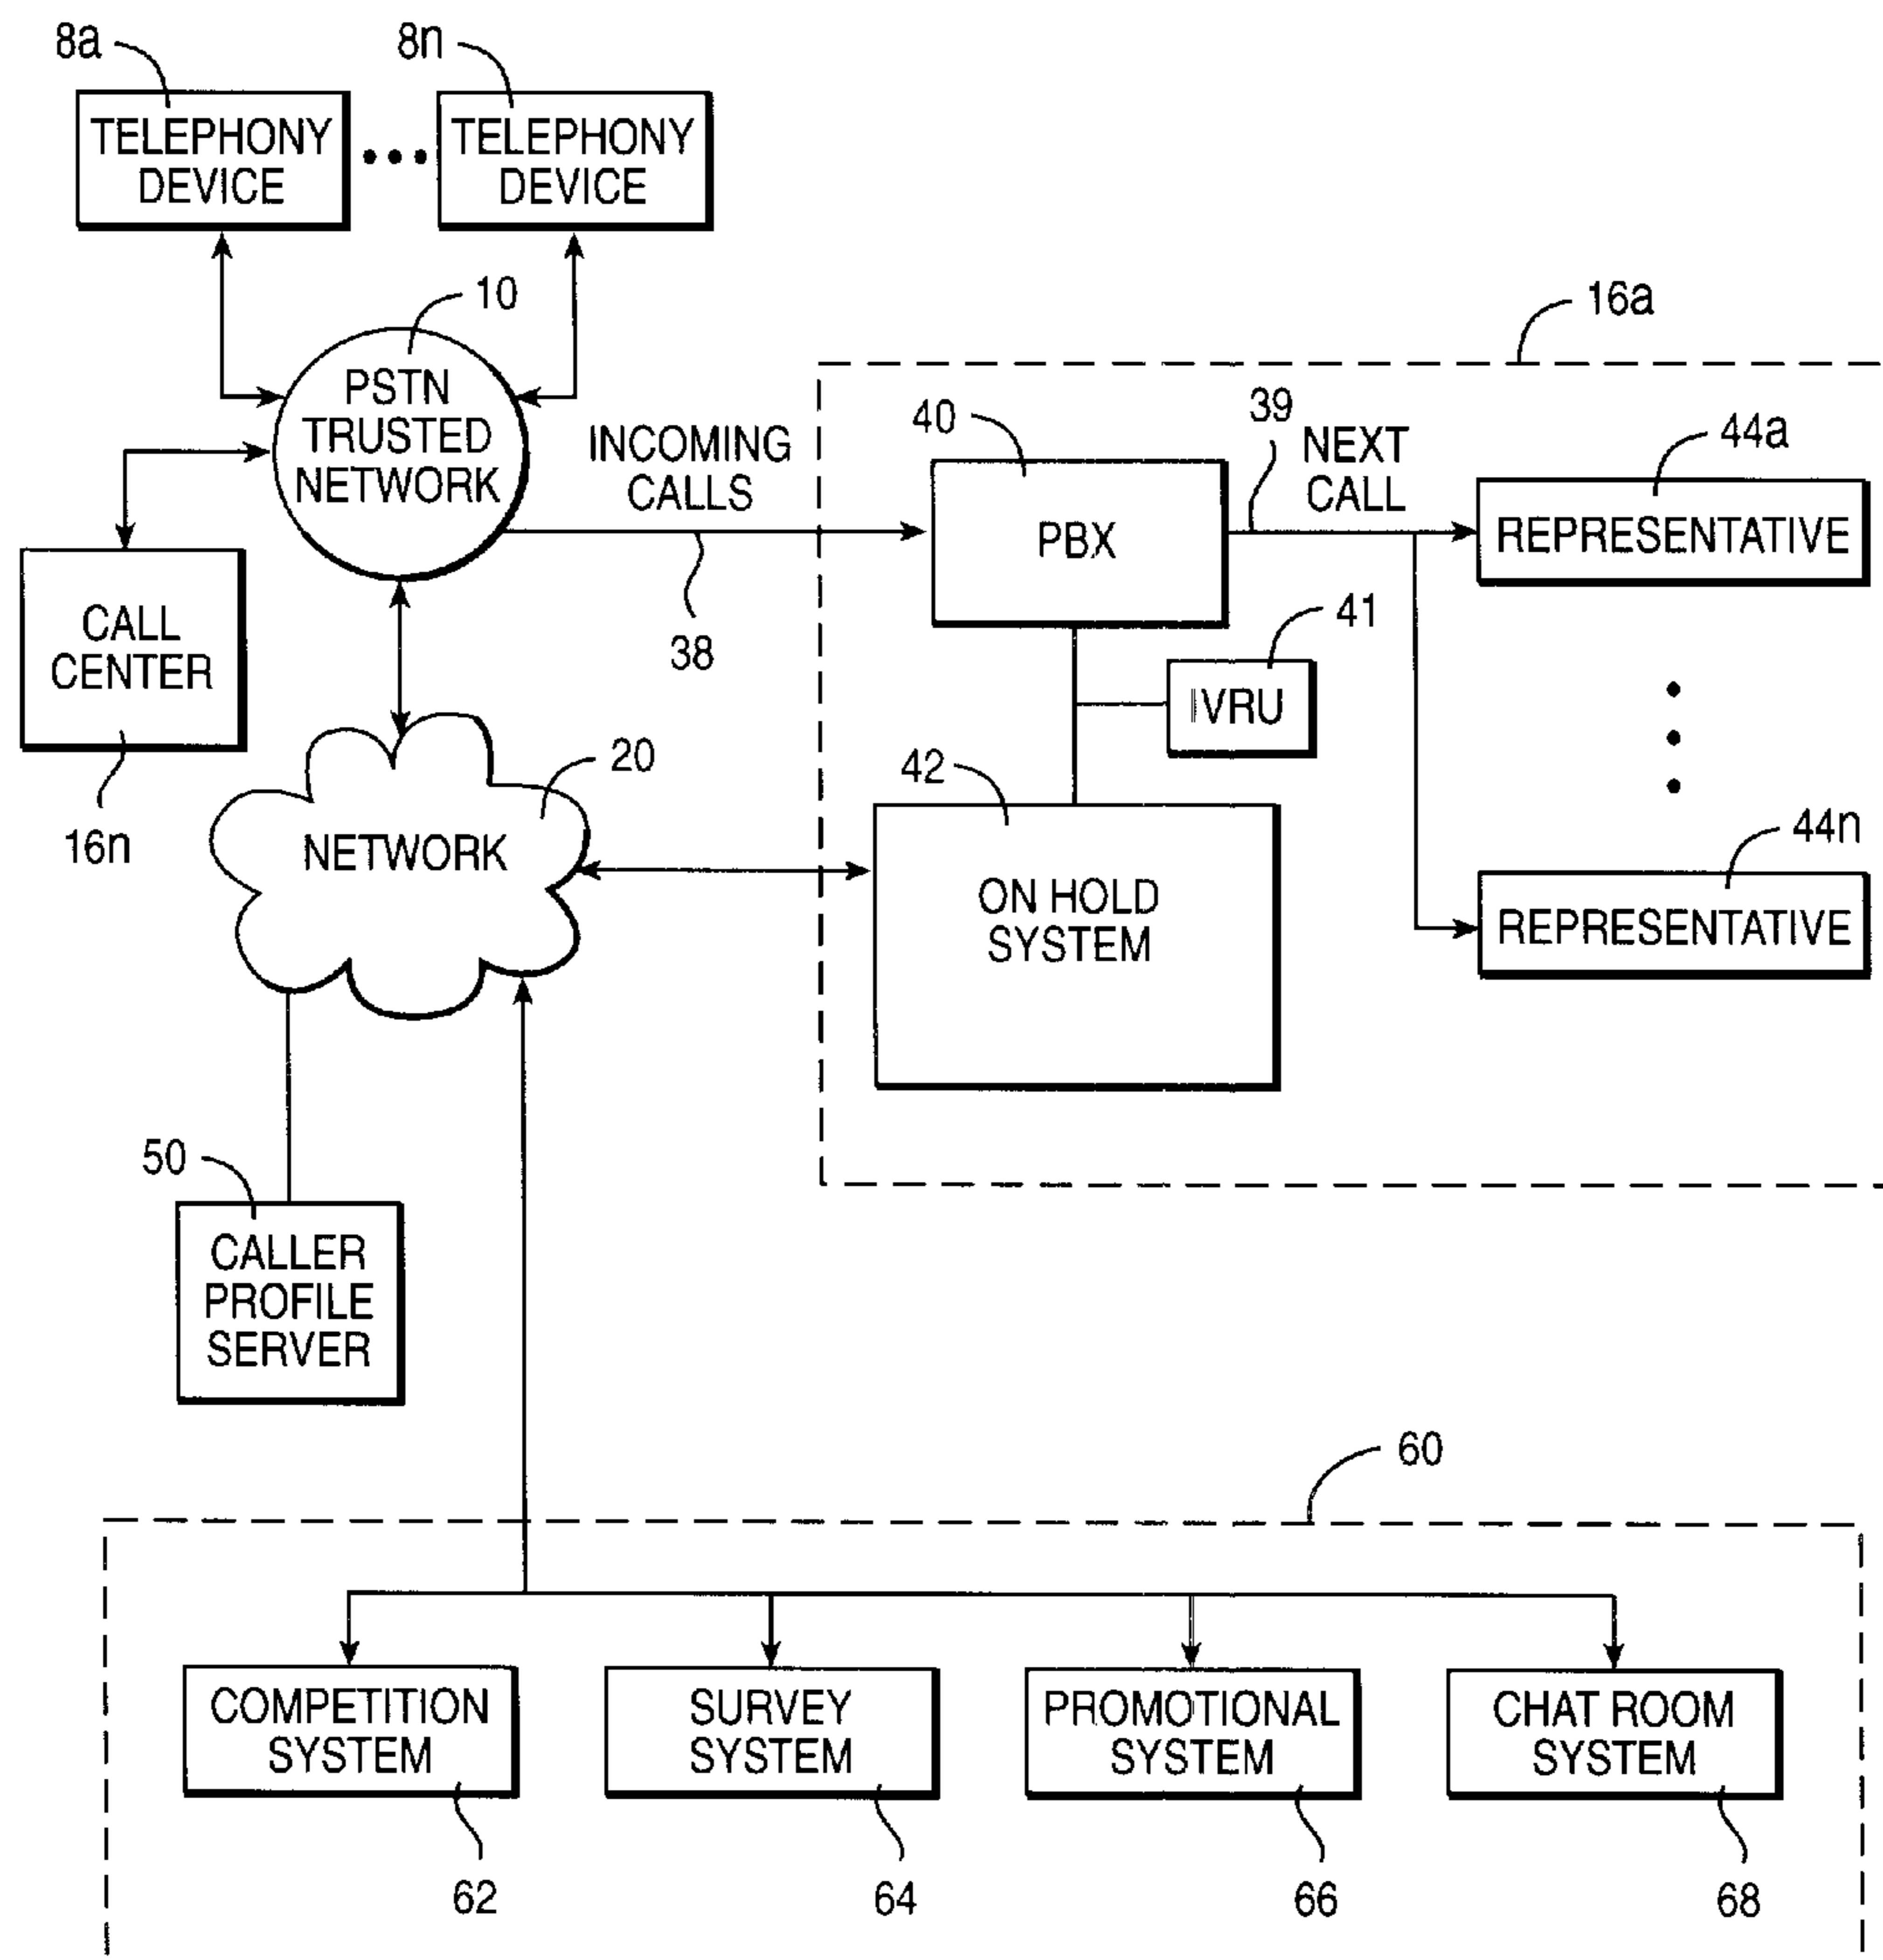 8a
8n
TELEPHONY
DEVICE
TELEPHONY
DEVICE
10
PSTN
TRUSTED
NETWORK
INCOMING
CALLS
38
16a
40
PBX
39
NEXT
CALL
44a
REPRESENTATIVE
CALL
CENTER
16n
41
IVRU
20
NETWORK
42
ON HOLD
SYSTEM
44n
REPRESENTATIVE
50
CALLER
PROFILE
SERVER
60
COMPETITION
SYSTEM
SURVEY
SYSTEM
PROMOTIONAL
SYSTEM
CHAT ROOM
SYSTEM
62
64
66
68